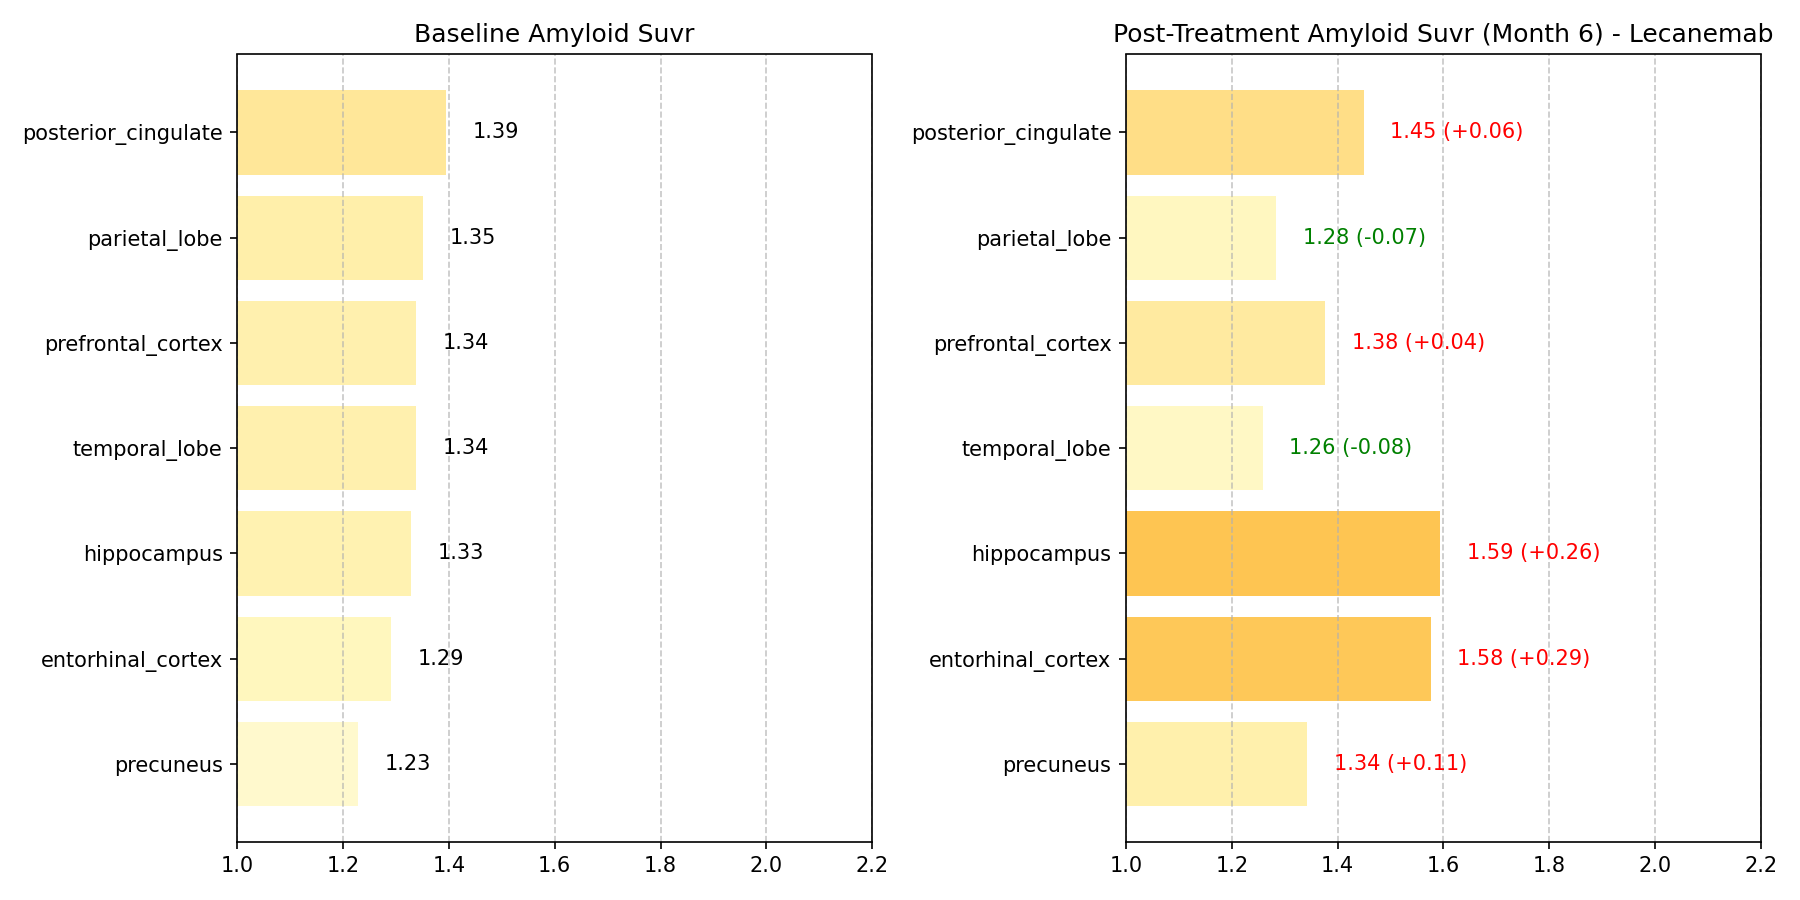 Baseline Amyloid Suvr
posterior_cingulate 1.39
parietal_lobe 1.35
prefrontal_cortex 1.34
temporal_lobe 1.34
hippocampus 1.33
entorhinal_cortex 1.29
precuneus 1.23
1.0 1.2 1.4 1.6 1.8 2.0 2.2
Post-Treatment Amyloid Suvr (Month 6) - Lecanemab
posterior_cingulate 1.45 (+0.06)
parietal_lobe 1.28 (-0.07)
prefrontal_cortex 1.38 (+0.04)
temporal_lobe 1.26 (-0.08)
hippocampus 1.59 (+0.26)
entorhinal_cortex 1.58 (+0.29)
precuneus 1.34 (+0.11)
1.0 1.2 1.4 1.6 1.8 2.0 2.2